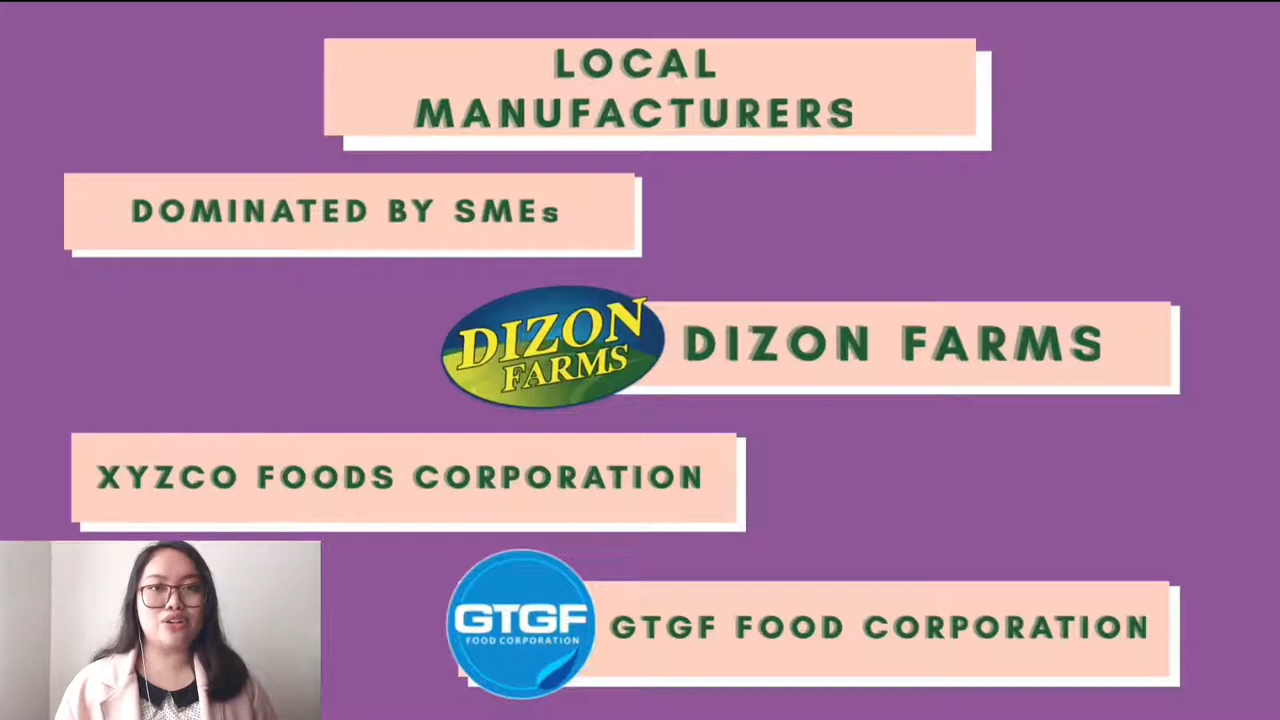 LOCAL
MANUFACTURERS
DOMINATED BY SMEs
DIZON
FARMS
DIZON FARMS
XYZCO FOODS CORPORATION
GTGF
FOOD CORPORATION
GTGF FOOD CORPORATION